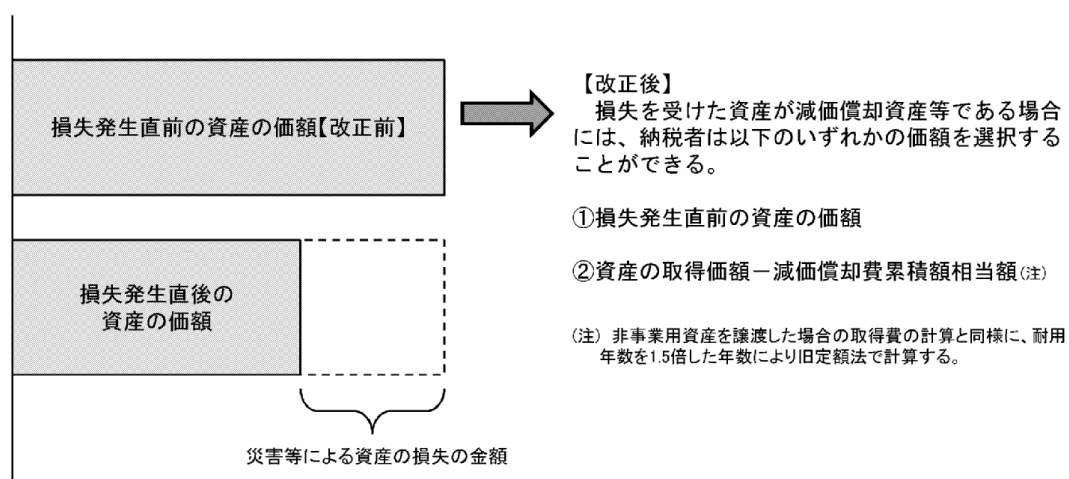 損失発生直前の資産の価額【改正前】
損失発生直後の
資産の価額
災害等による資産の損失の金額
【改正後】
損失を受けた資産が減価償却資産等である場合
には、納税者は以下のいずれかの価額を選択する
ことができる。
①損失発生直前の資産の価額
②資産の取得価額－減価償却費累積額相当額(注)
(注) 非事業用資産を譲渡した場合の取得費の計算と同様に、耐用
年数を1.5倍した年数により旧定額法で計算する。